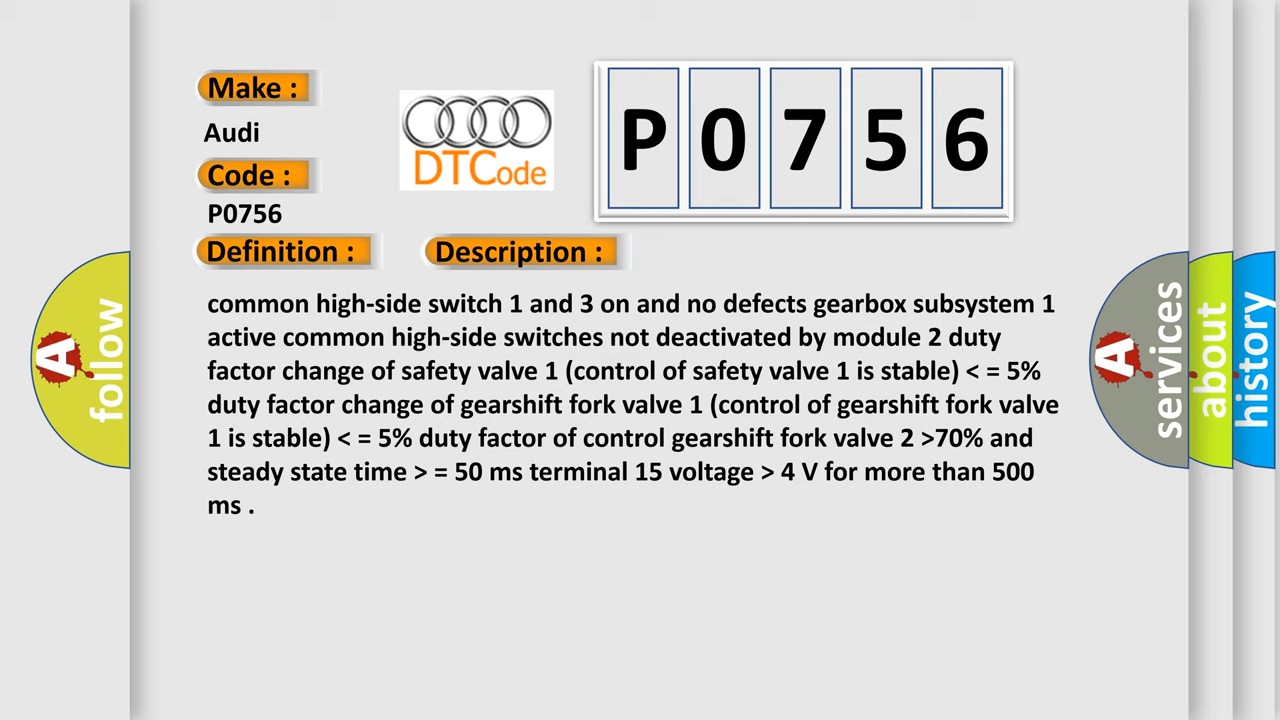 Make :
Audi
Code :
P0756
Definition :
Description :
DTCode
P0756
common high-side switch 1 and 3 on and no defects gearbox subsystem 1
active common high-side switches not deactivated by module 2 duty
factor change of safety valve 1 (control of safety valve 1 is stable) < = 5%
duty factor change of gearshift fork valve 1 (control of gearshift fork valve
1 is stable) < = 5% duty factor of control gearshift fork valve 2 >70% and
steady state time > = 50 ms terminal 15 voltage > 4 V for more than 500
ms .
A
follow
A
services
about
history